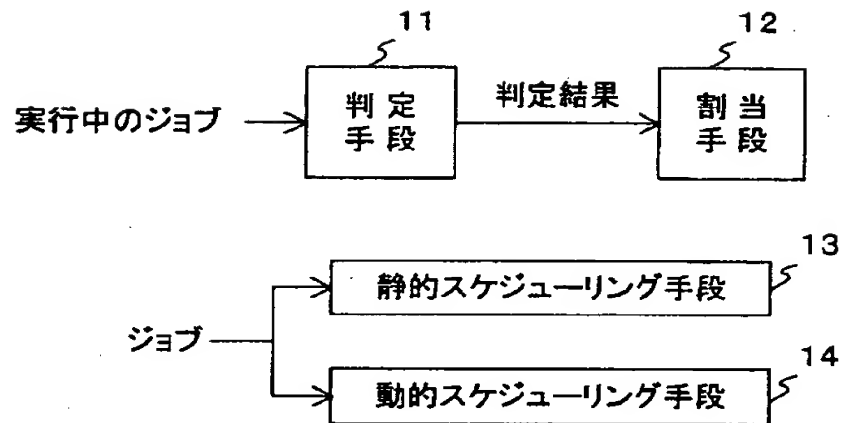 11
12
実行中のジョブ
判定
手段
判定結果
割当
手段
13
静的スケジューリング手段
ジョブ
14
動的スケジューリング手段